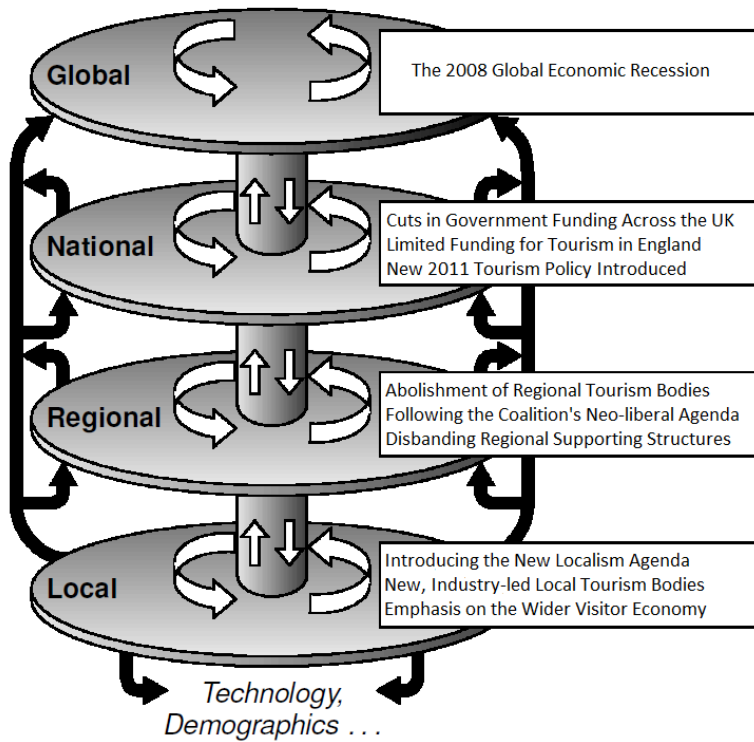 Global
The 2008 Global Economic Recession
National
Cuts in Government Funding Across the UK
Limited Funding for Tourism in England
New 2011 Tourism Policy Introduced
Regional
Abolishment of Regional Tourism Bodies
Following the Coalition's Neo-liberal Agenda
Disbanding Regional Supporting Structures
Local
Introducing the New Localism Agenda
New, Industry-led Local Tourism Bodies
Emphasis on the Wider Visitor Economy
Technology,
Demographics . . .